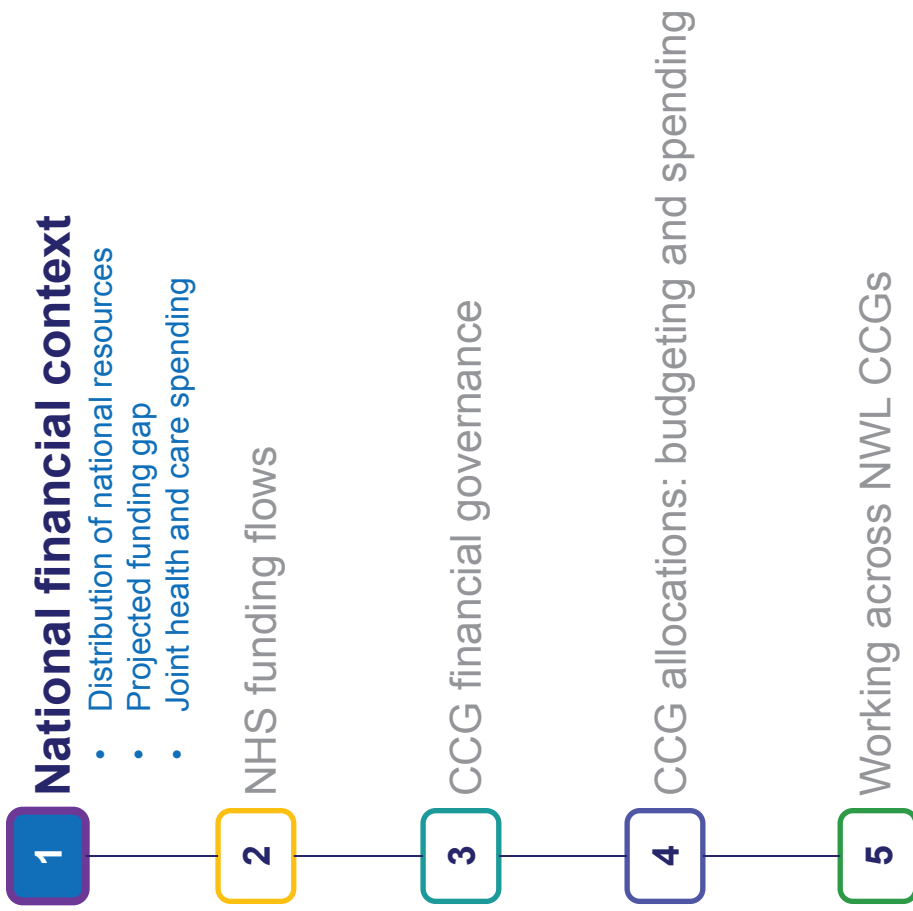 1
National financial context
• Distribution of national resources
• Projected funding gap
• Joint health and care spending
2
NHS funding flows
3
CCG financial governance
4
CCG allocations: budgeting and spending
5
Working across NWL CCGs